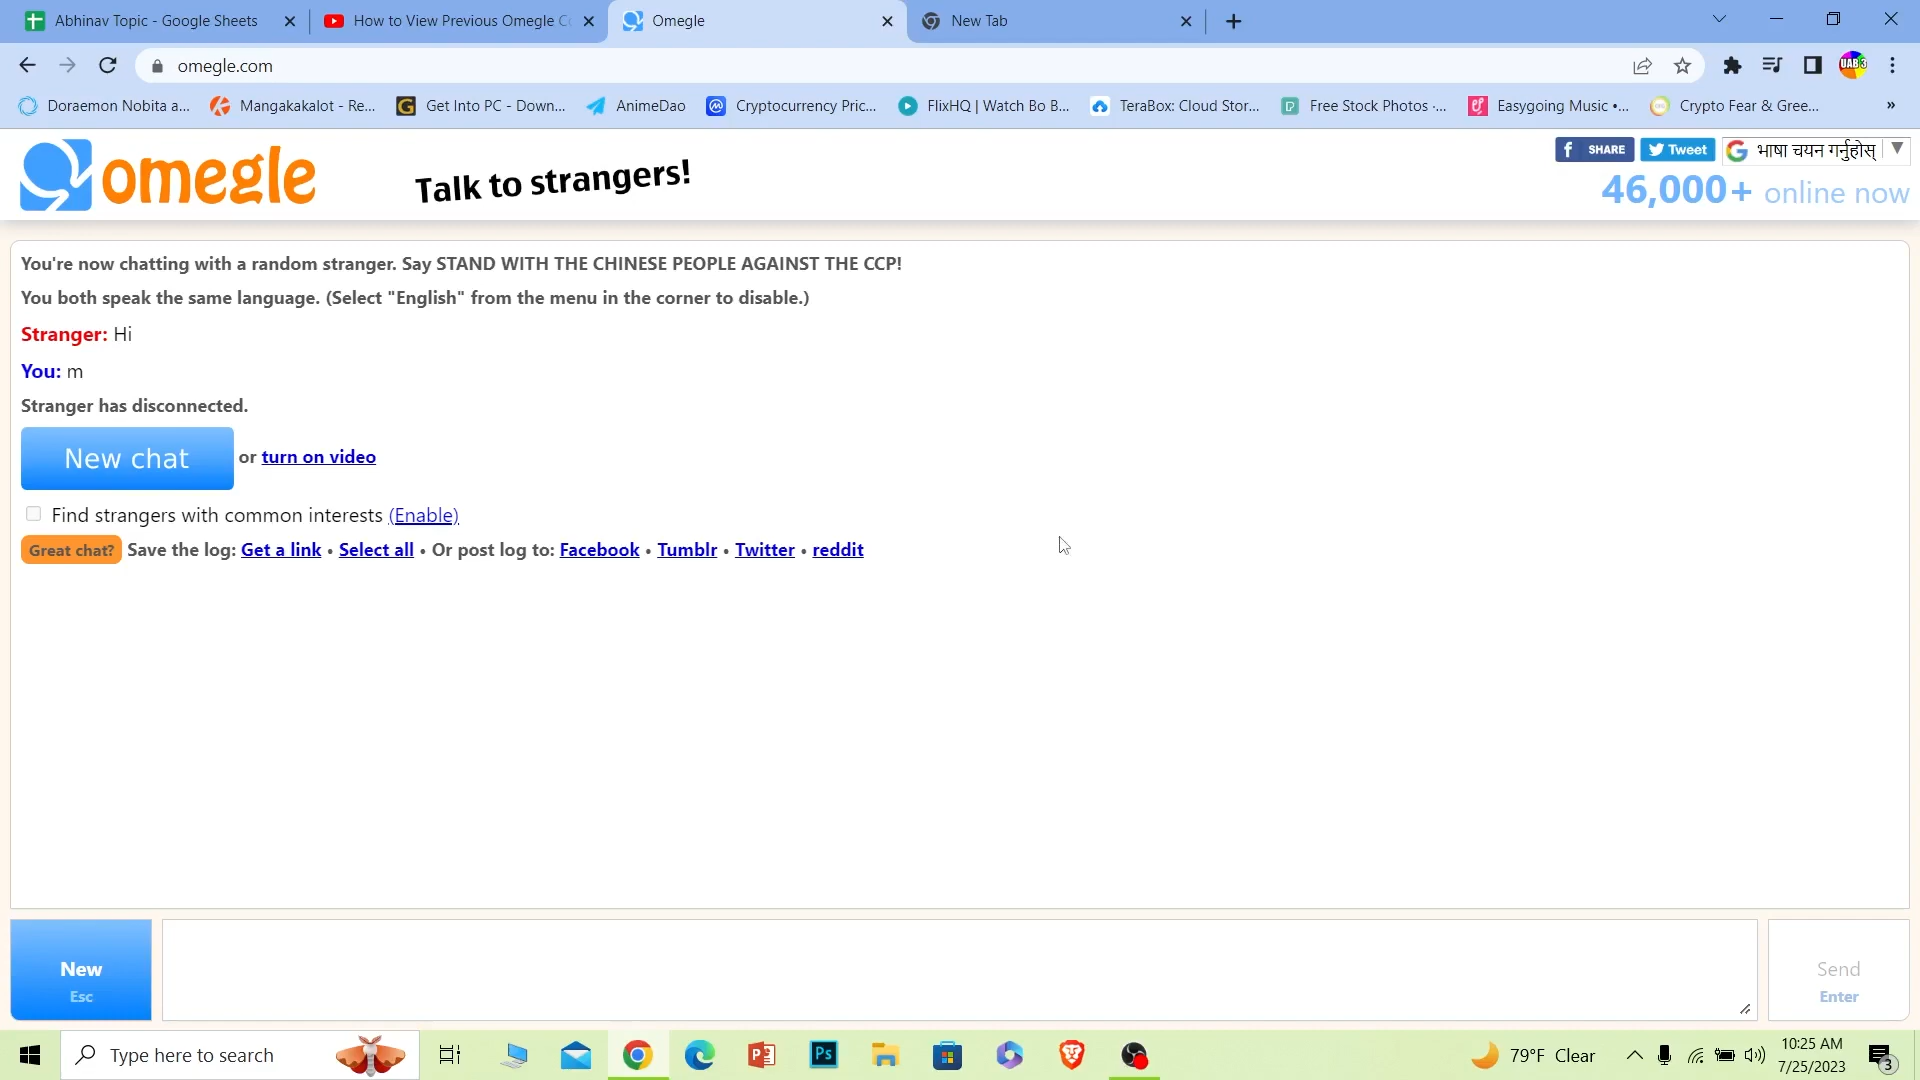 Abhinav Topic - Google Sheets
How to View Previous Omegle C
Omegle
New Tab
omegle.com
UAB 3
Doraemon Nobita a...
Mangakakalot - Re...
Get Into PC - Down...
AnimeDao
Cryptocurrency Pric...
FlixHQ | Watch Bo B...
TeraBox: Cloud Stor...
Free Stock Photos ·...
Easygoing Music •...
Crypto Fear & Gree...
»
omegle
Talk to strangers!
SHARE
Tweet
भाषा चयन गर्नुहोस्
46,000+ online now
You're now chatting with a random stranger. Say STAND WITH THE CHINESE PEOPLE AGAINST THE CCP!
You both speak the same language. (Select "English" from the menu in the corner to disable.)
Stranger: Hi
You: m
Stranger has disconnected.
New chat or turn on video
Find strangers with common interests (Enable)
Great chat? Save the log: Get a link • Select all • Or post log to: Facebook • Tumblr • Twitter • reddit
New
Esc
Send
Enter
Type here to search
Ps
79°F Clear
10:25 AM
7/25/2023
3